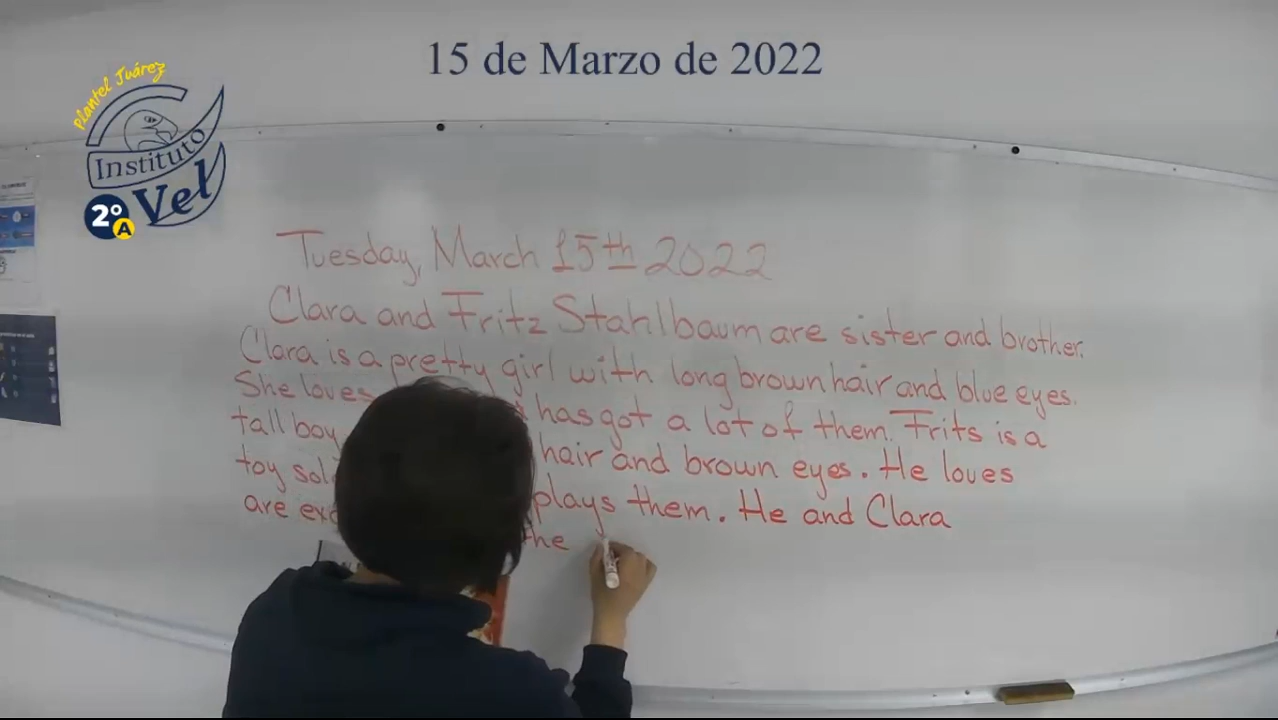 15 de Marzo de 2022
Plantel Juárez
Instituto
Vel
2° A
Tuesday, March 15th 2022
Clara and Fritz Stahlbaum are sister and brother.
Clara is a pretty girl with long brown hair and blue eyes.
She loves has got a lot of them. Frits is a
tall boy hair and brown eyes. He loves
toy plays them. He and Clara
are the